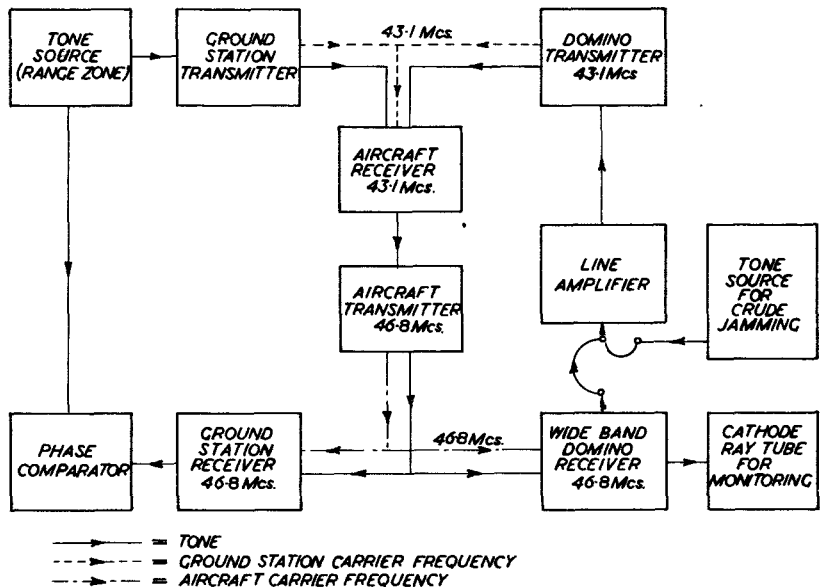 TONE
SOURCE
(RANGE ZONE)
GROUND
STATION
TRANSMITTER
43·1 Mcs.
DOMINO
TRANSMITTER
43·1 Mcs
AIRCRAFT
RECEIVER
43·1 Mcs.
AIRCRAFT
TRANSMITTER
46·8 Mcs.
LINE
AMPLIFIER
TONE
SOURCE
FOR
CRUDE
JAMMING
PHASE
COMPARATOR
GROUND
STATION
RECEIVER
46·8 Mcs.
46·8 Mcs.
WIDE BAND
DOMINO
RECEIVER
46·8 Mcs.
CATHODE
RAY TUBE
FOR
MONITORING
= TONE
= GROUND STATION CARRIER FREQUENCY
= AIRCRAFT CARRIER FREQUENCY